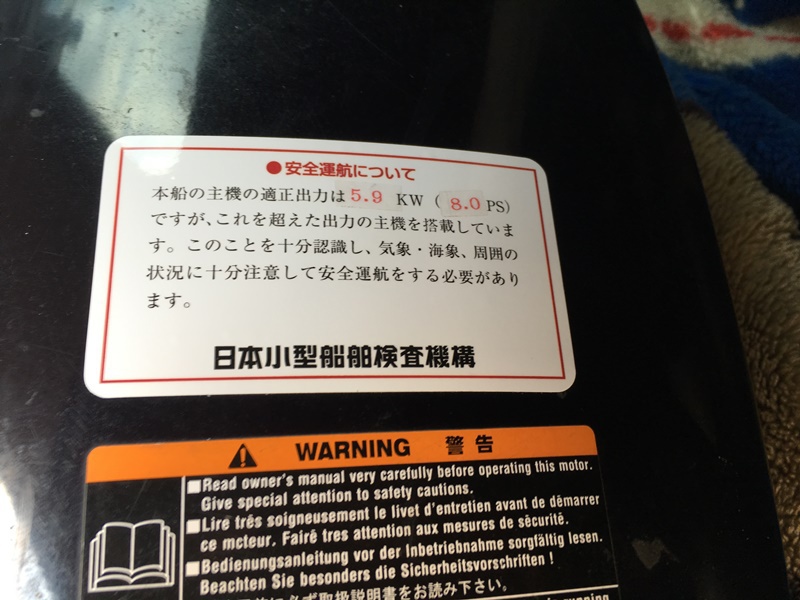 ●安全運航について
本船の主機の適正出力は 5.9 KW ( 8.0 PS)
ですが、これを超えた出力の主機を搭載していま
す。このことを十分認識し、気象・海象、周囲の
状況に十分注意して安全運航をする必要があり
ます。
日本小型船舶検査機構
WARNING 警告
■Read owner's manual very carefully before operating this motor.
Give special attention to safety cautions.
■Lire três soigneusement le livet d'entretien avant de démarrer
ce mcteur. Fairê tres attention aux mesures de sécurité.
■Bedienungsanleitung vor der Inbetriebnahme sorgfältig lesen.
Beachten Sie besonders die Sicherheitsvorschriften !
に必ず取扱説明書をお読み下さい。
running